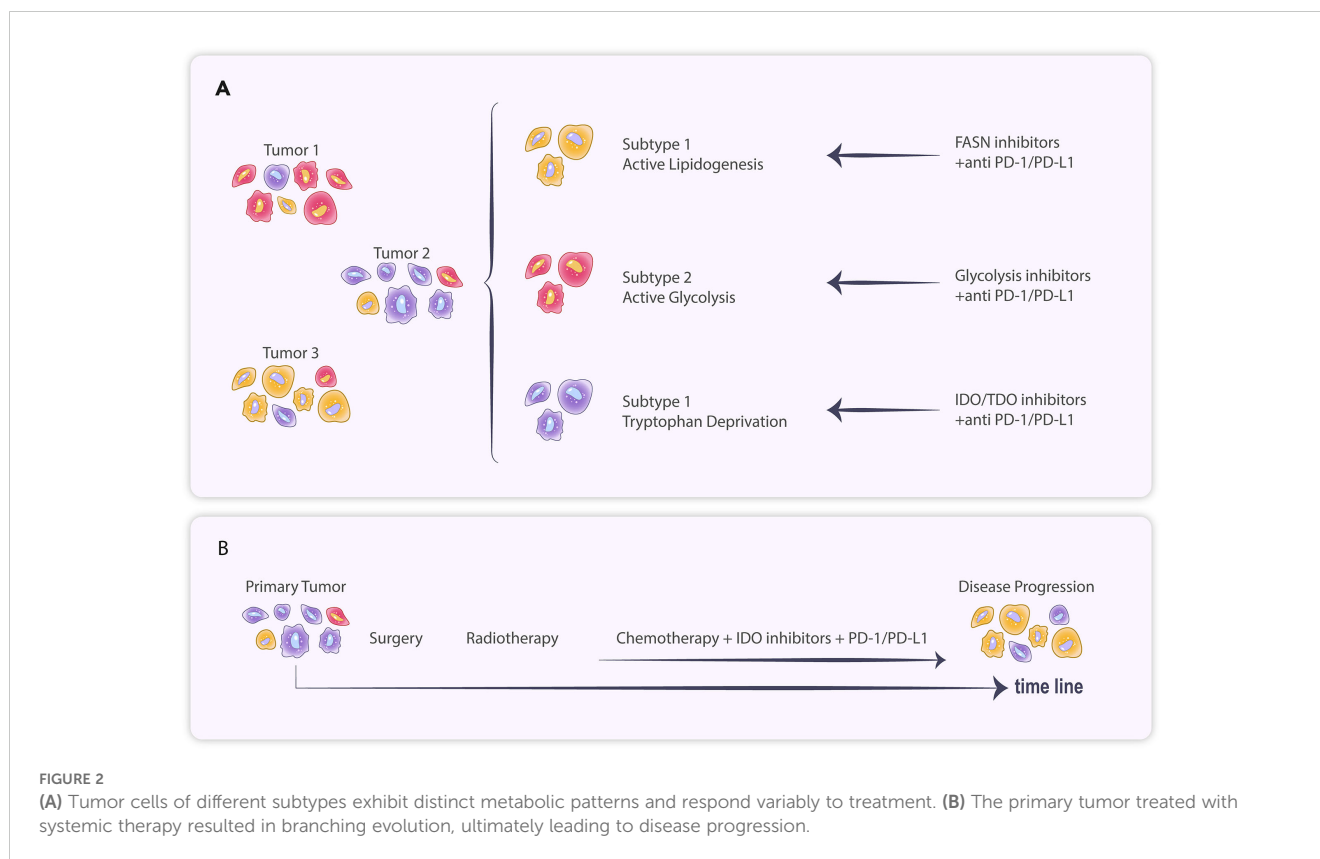 A
Tumor 1
Tumor 2
Tumor 3
Subtype 1
Active Lipidogenesis
FASN inhibitors
+anti PD-1/PD-L1
Subtype 2
Active Glycolysis
Glycolysis inhibitors
+anti PD-1/PD-L1
Subtype 1
Tryptophan Deprivation
IDO/TDO inhibitors
+anti PD-1/PD-L1
B
Primary Tumor
Surgery
Radiotherapy
Chemotherapy + IDO inhibitors + PD-1/PD-L1
Disease Progression
time line
FIGURE 2
(A) Tumor cells of different subtypes exhibit distinct metabolic patterns and respond variably to treatment. (B) The primary tumor treated with
systemic therapy resulted in branching evolution, ultimately leading to disease progression.